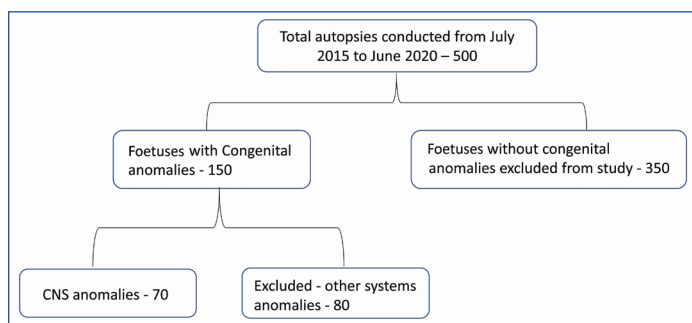 Total autopsies conducted from July
2015 to June 2020 – 500
Foetuses with Congenital
anomalies - 150
Foetuses without congenital
anomalies excluded from study - 350
CNS anomalies - 70
Excluded - other systems
anomalies - 80